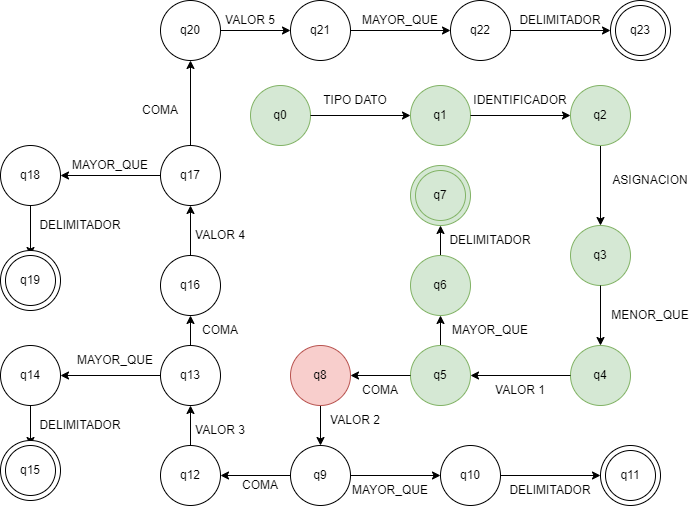 q20
VALOR 5
q21
MAYOR_QUE
q22
DELIMITADOR
q23
COMA
q0
TIPO DATO
q1
IDENTIFICADOR
q2
q18
MAYOR_QUE
q17
ASIGNACION
q7
DELIMITADOR
VALOR 4
DELIMITADOR
q3
q19
q16
q6
MENOR_QUE
COMA
MAYOR_QUE
q14
MAYOR_QUE
q13
q8
COMA
q5
VALOR 1
q4
DELIMITADOR
VALOR 3
VALOR 2
q15
q12
COMA
q9
MAYOR_QUE
q10
DELIMITADOR
q11